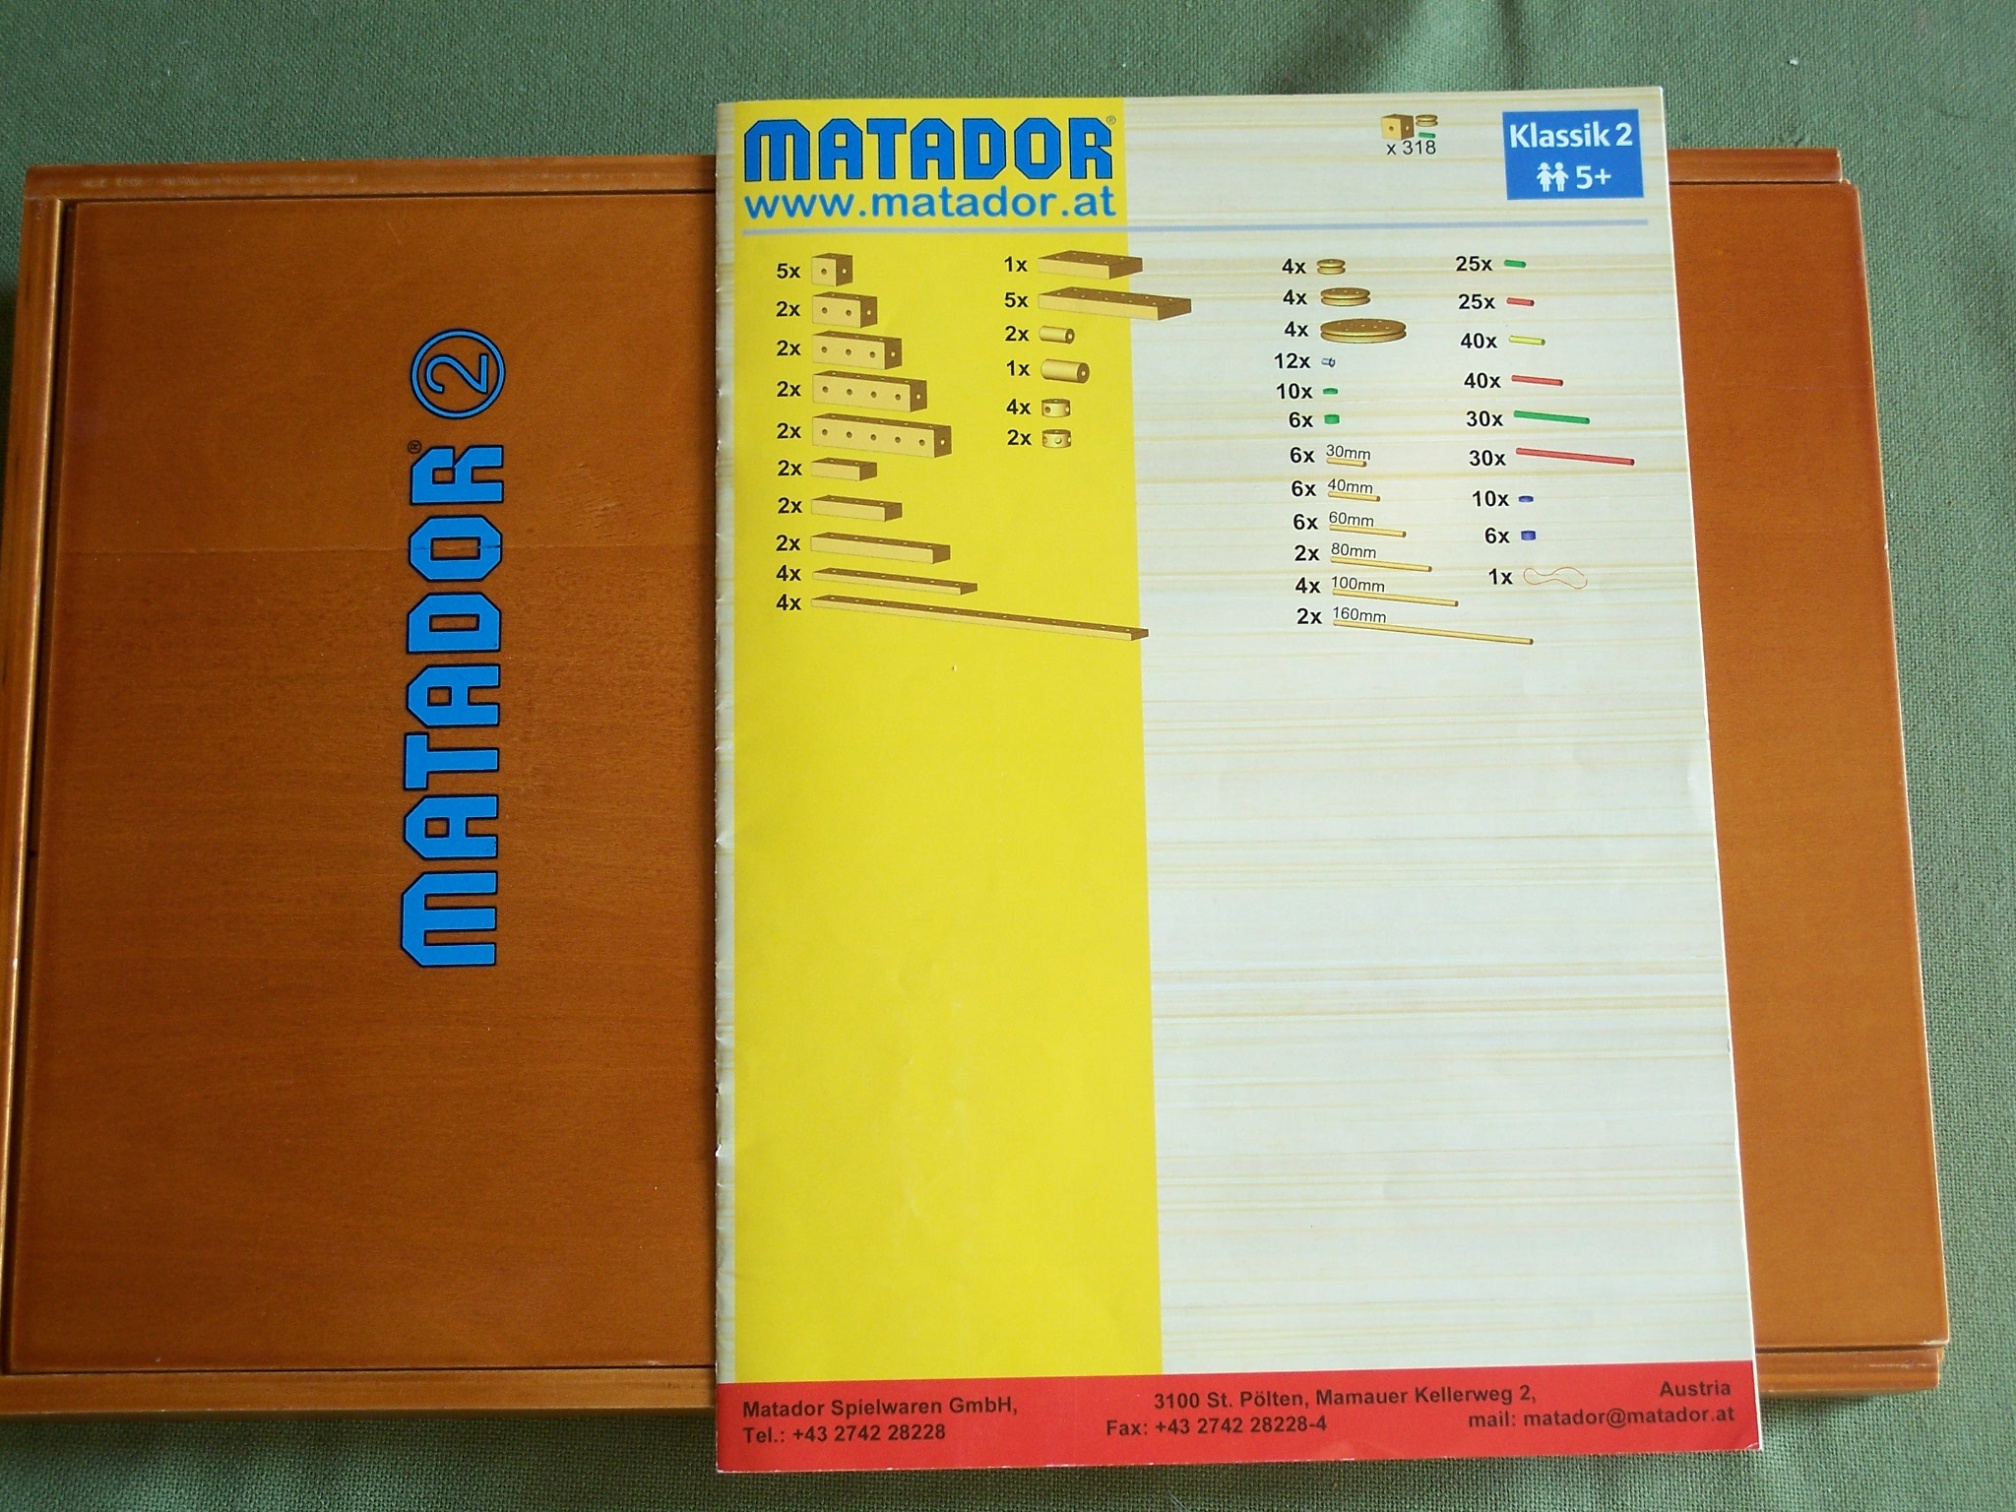 MATADOR® 2
MATADOR®
www.matador.at
x 318
Klassik 2
5+
5x
2x
2x
2x
2x
2x
2x
2x
4x
4x
1x
5x
2x
1x
4x
2x
4x
4x
4x
12x
10x
6x
6x 30mm
6x 40mm
6x 60mm
2x 80mm
4x 100mm
2x 160mm
25x
25x
40x
40x
30x
30x
10x
6x
1x
Matador Spielwaren GmbH, 3100 St. Pölten, Mamauer Kellerweg 2, Austria
Tel.: +43 2742 28228 Fax: +43 2742 28228-4 mail: matador@matador.at